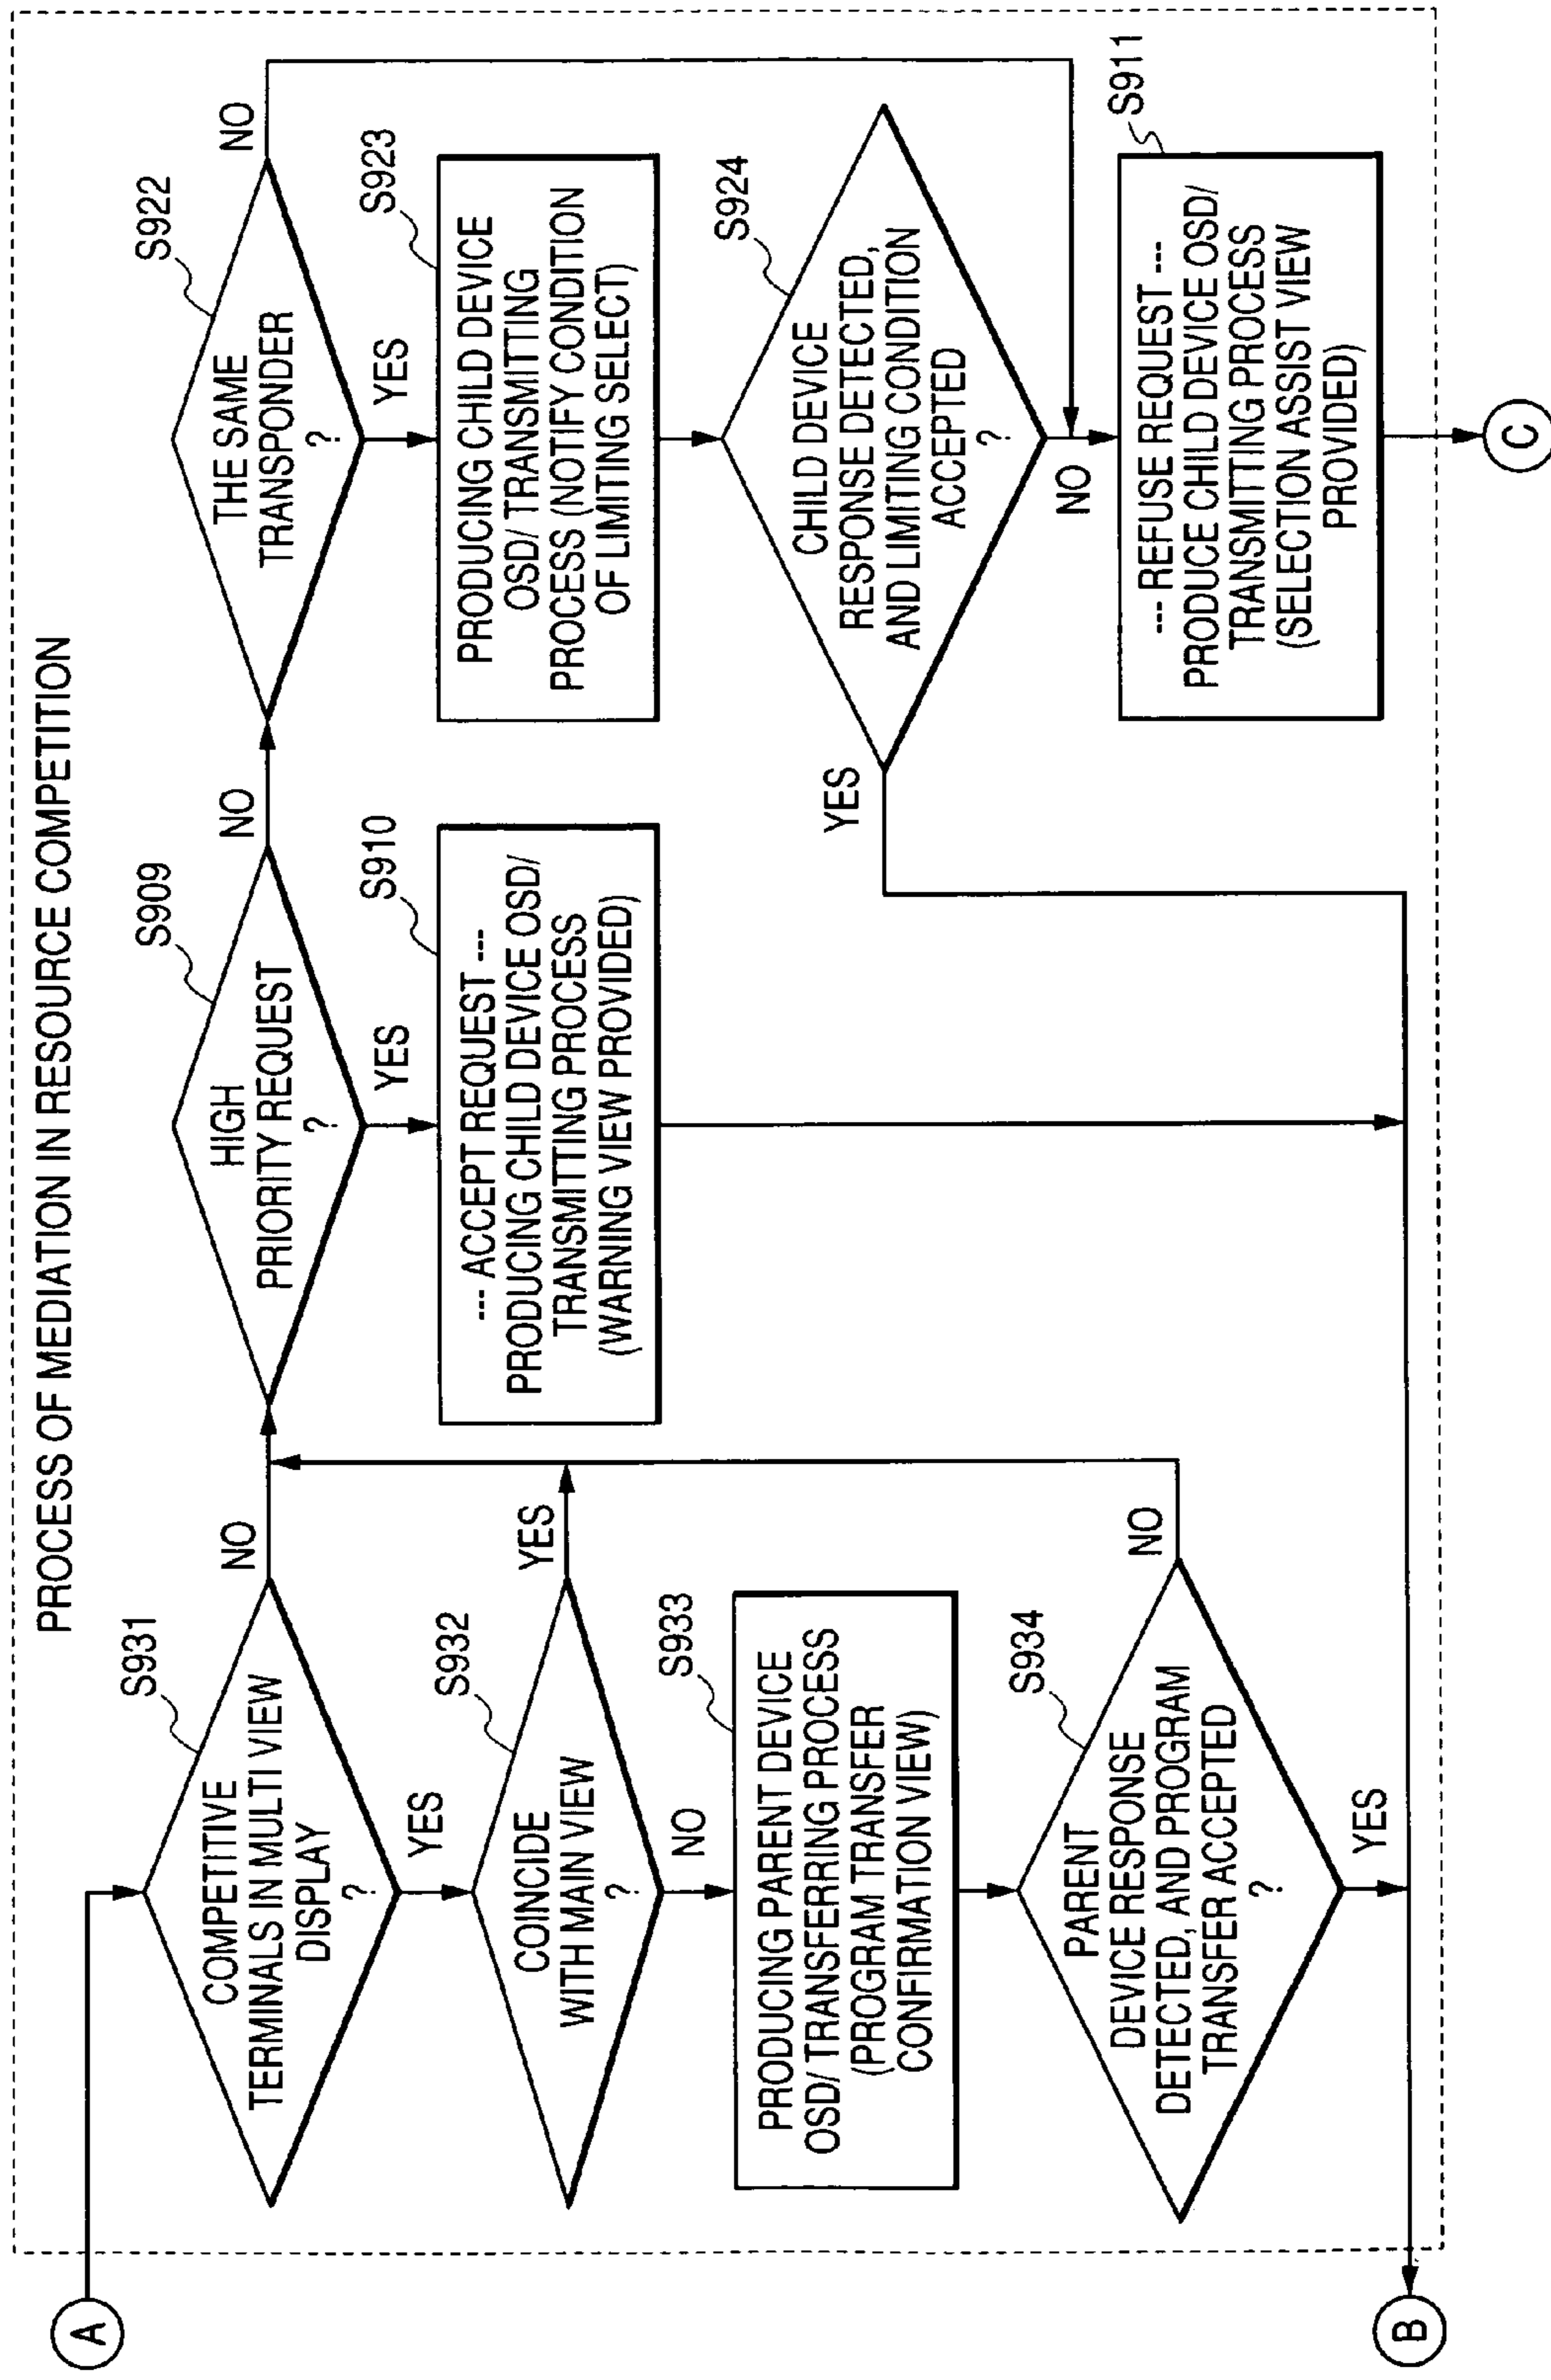 PROCESS OF MEDIATION IN RESOURCE COMPETITION
A
S931
COMPETITIVE
TERMINALS IN MULTI VIEW
DISPLAY
?
NO
YES
S932
COINCIDE
WITH MAIN VIEW
?
YES
NO
S933
PRODUCING PARENT DEVICE
OSD/ TRANSFERRING PROCESS
(PROGRAM TRANSFER
CONFIRMATION VIEW)
S934
PARENT
DEVICE RESPONSE
DETECTED, AND PROGRAM
TRANSFER ACCEPTED
?
NO
YES
B
S909
HIGH
PRIORITY REQUEST
?
NO
YES
S910
--- ACCEPT REQUEST ---
PRODUCING CHILD DEVICE OSD/
TRANSMITTING PROCESS
(WARNING VIEW PROVIDED)
S922
THE SAME
TRANSPONDER
?
NO
YES
S923
PRODUCING CHILD DEVICE
OSD/ TRANSMITTING
PROCESS (NOTIFY CONDITION
OF LIMITING SELECT)
S924
CHILD DEVICE
RESPONSE DETECTED,
AND LIMITING CONDITION
ACCEPTED
?
YES
NO
S911
--- REFUSE REQUEST ---
PRODUCE CHILD DEVICE OSD/
TRANSMITTING PROCESS
(SELECTION ASSIST VIEW
PROVIDED)
C